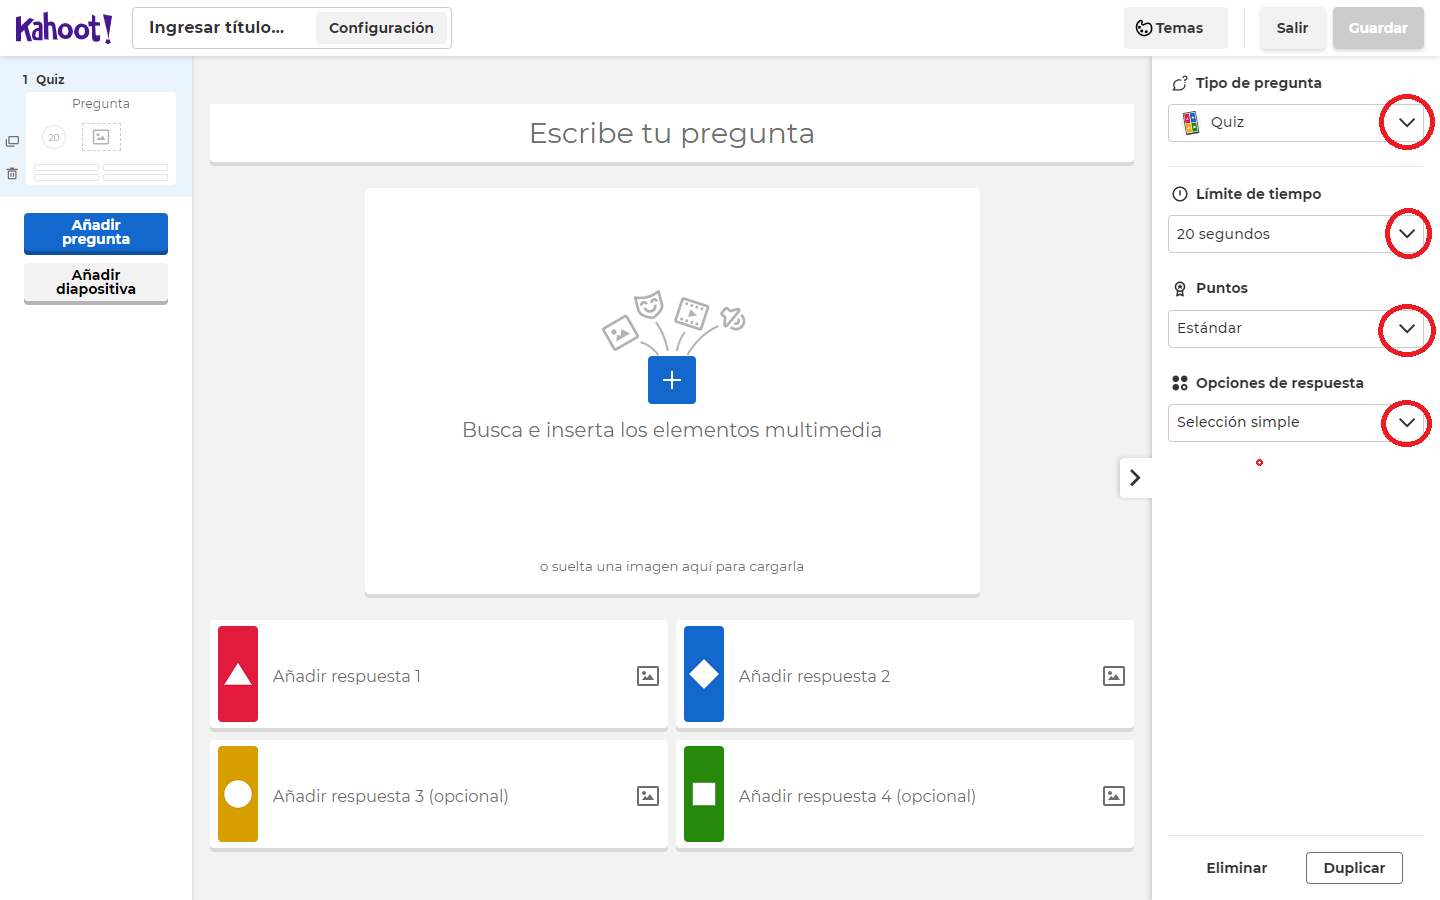 Kahoot!
Ingresar título...
Configuración
Temas
Salir
Guardar
1 Quiz
Pregunta
20
Añadir
pregunta
Añadir
diapositiva
Escribe tu pregunta
Busca e inserta los elementos multimedia
o suelta una imagen aquí para cargarla
Añadir respuesta 1
Añadir respuesta 2
Añadir respuesta 3 (opcional)
Añadir respuesta 4 (opcional)
Tipo de pregunta
Quiz
Límite de tiempo
20 segundos
Puntos
Estándar
Opciones de respuesta
Selección simple
Eliminar
Duplicar